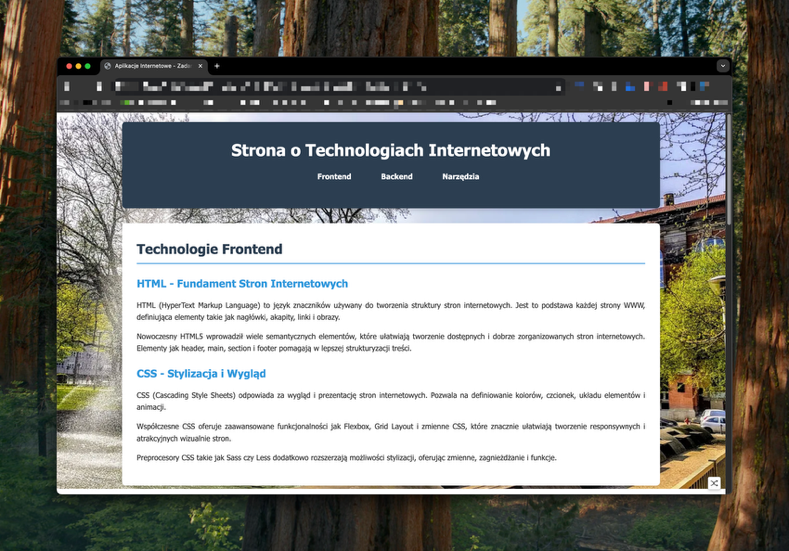 Aplikacje Internetowe - Zada
Strona o Technologiach Internetowych
Frontend Backend Narzędzia
Technologie Frontend
HTML - Fundament Stron Internetowych
HTML (HyperText Markup Language) to język znaczników używany do tworzenia struktury stron internetowych. Jest to podstawa każdej strony WWW,
definiująca elementy takie jak nagłówki, akapity, linki i obrazy.
Nowoczesny HTML5 wprowadził wiele semantycznych elementów, które ułatwiają tworzenie dostępnych i dobrze zorganizowanych stron internetowych.
Elementy jak header, main, section i footer pomagają w lepszej strukturyzacji treści.
CSS - Stylizacja i Wygląd
CSS (Cascading Style Sheets) odpowiada za wygląd i prezentację stron internetowych. Pozwala na definiowanie kolorów, czcionek, układu elementów i
animacji.
Współczesne CSS oferuje zaawansowane funkcjonalności jak Flexbox, Grid Layout i zmienne CSS, które znacznie ułatwiają tworzenie responsywnych i
atrakcyjnych wizualnie stron.
Preprocesory CSS takie jak Sass czy Less dodatkowo rozszerzają możliwości stylizacji, oferując zmienne, zagnieżdżanie i funkcje.